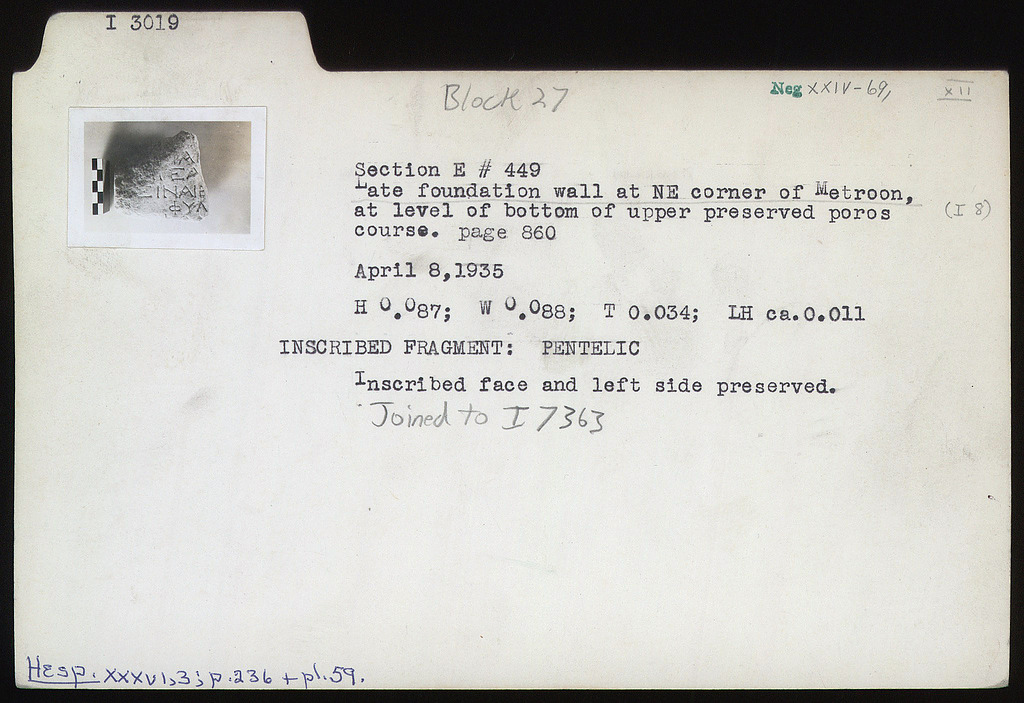 I 3019
Block 27
Neg XXIV-69,
XII
Section E # 449
Late foundation wall at NE corner of Metroon,
at level of bottom of upper preserved poros
(I 8)
course. page 860
April 8,1935
H 0.087; W 0.088; T 0.034; LH ca.0.011
INSCRIBED FRAGMENT: PENTELIC
Inscribed face and left side preserved.
Joined to I 7363
Hesp. XXXVI,3; p.236 + pl.59.